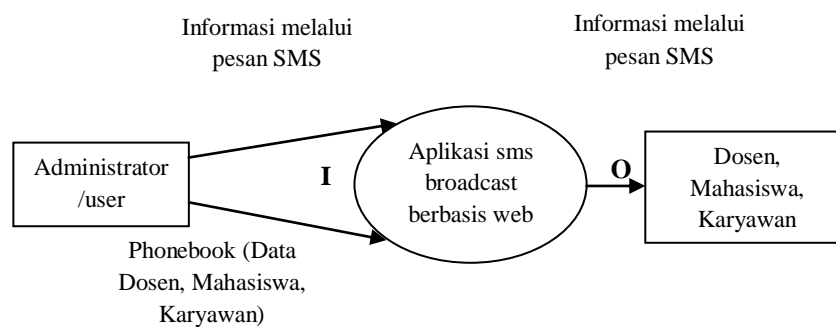 Informasi melalui
pesan SMS
Informasi melalui
pesan SMS
Administrator
/user
I
Aplikasi sms
broadcast
berbasis web
O
Dosen,
Mahasiswa,
Karyawan
Phonebook (Data
Dosen, Mahasiswa,
Karyawan)